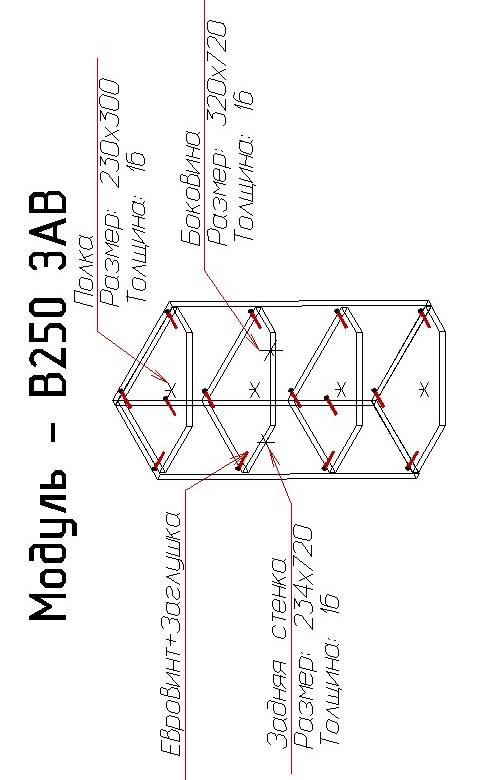 Модуль - В250 ЗАВ
Полка
Размер: 230х300
Толщина: 16
Боковина
Размер: 320х720
Толщина: 16
Евровинт+Заглушка
Задняя стенка
Размер: 234х720
Толщина: 16